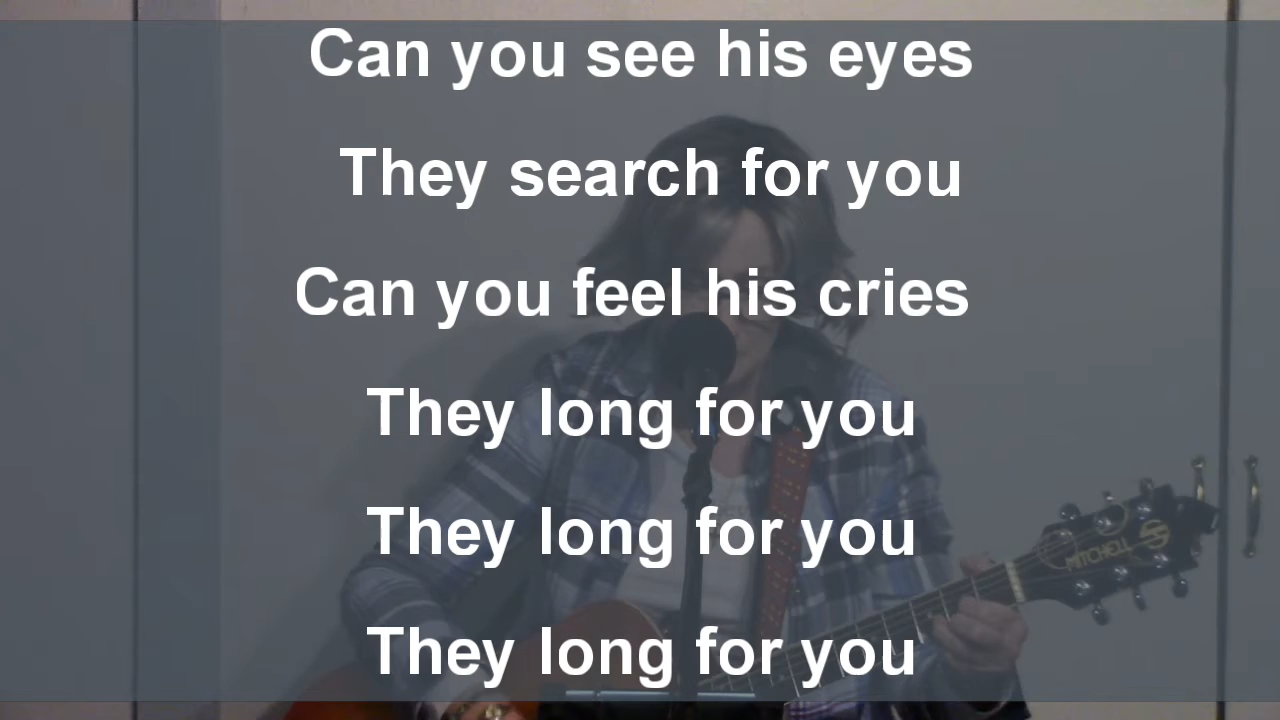 Can you see his eyes
They search for you
Can you feel his cries
They long for you
They long for you
They long for you
MITCHELL